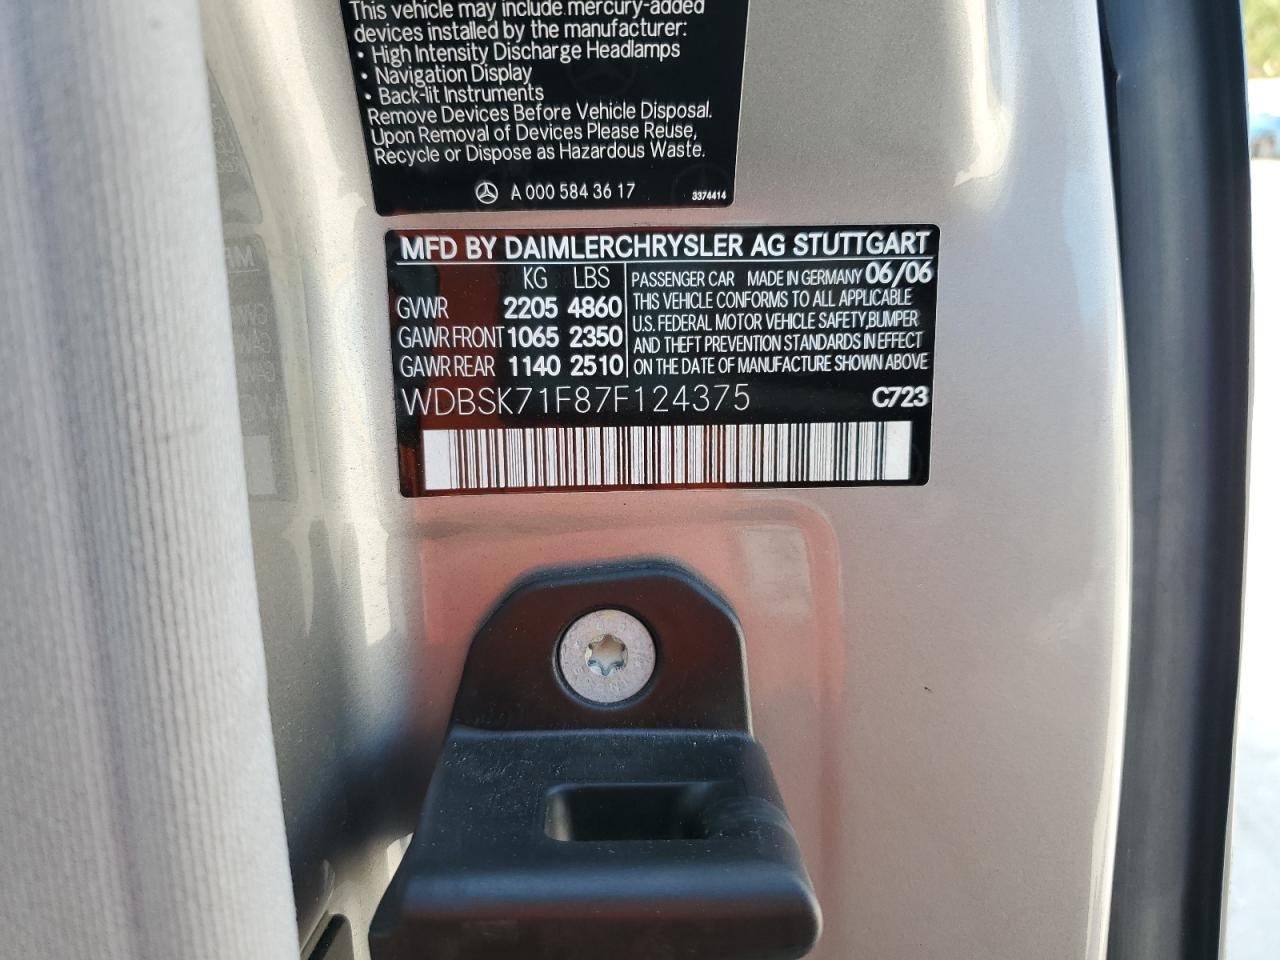 This vehicle may include mercury-added
devices installed by the manufacturer:
• High Intensity Discharge Headlamps
• Navigation Display
• Back-lit Instruments
Remove Devices Before Vehicle Disposal.
Upon Removal of Devices Please Reuse,
Recycle or Dispose as Hazardous Waste.
A 000 584 36 17 3374414
MFD BY DAIMLERCHRYSLER AG STUTTGART
KG LBS
GVWR 2205 4860
GAWR FRONT 1065 2350
GAWR REAR 1140 2510
PASSENGER CAR MADE IN GERMANY 06/06
THIS VEHICLE CONFORMS TO ALL APPLICABLE
U.S. FEDERAL MOTOR VEHICLE SAFETY,BUMPER
AND THEFT PREVENTION STANDARDS IN EFFECT
ON THE DATE OF MANUFACTURE SHOWN ABOVE
WDBSK71F87F124375 C723